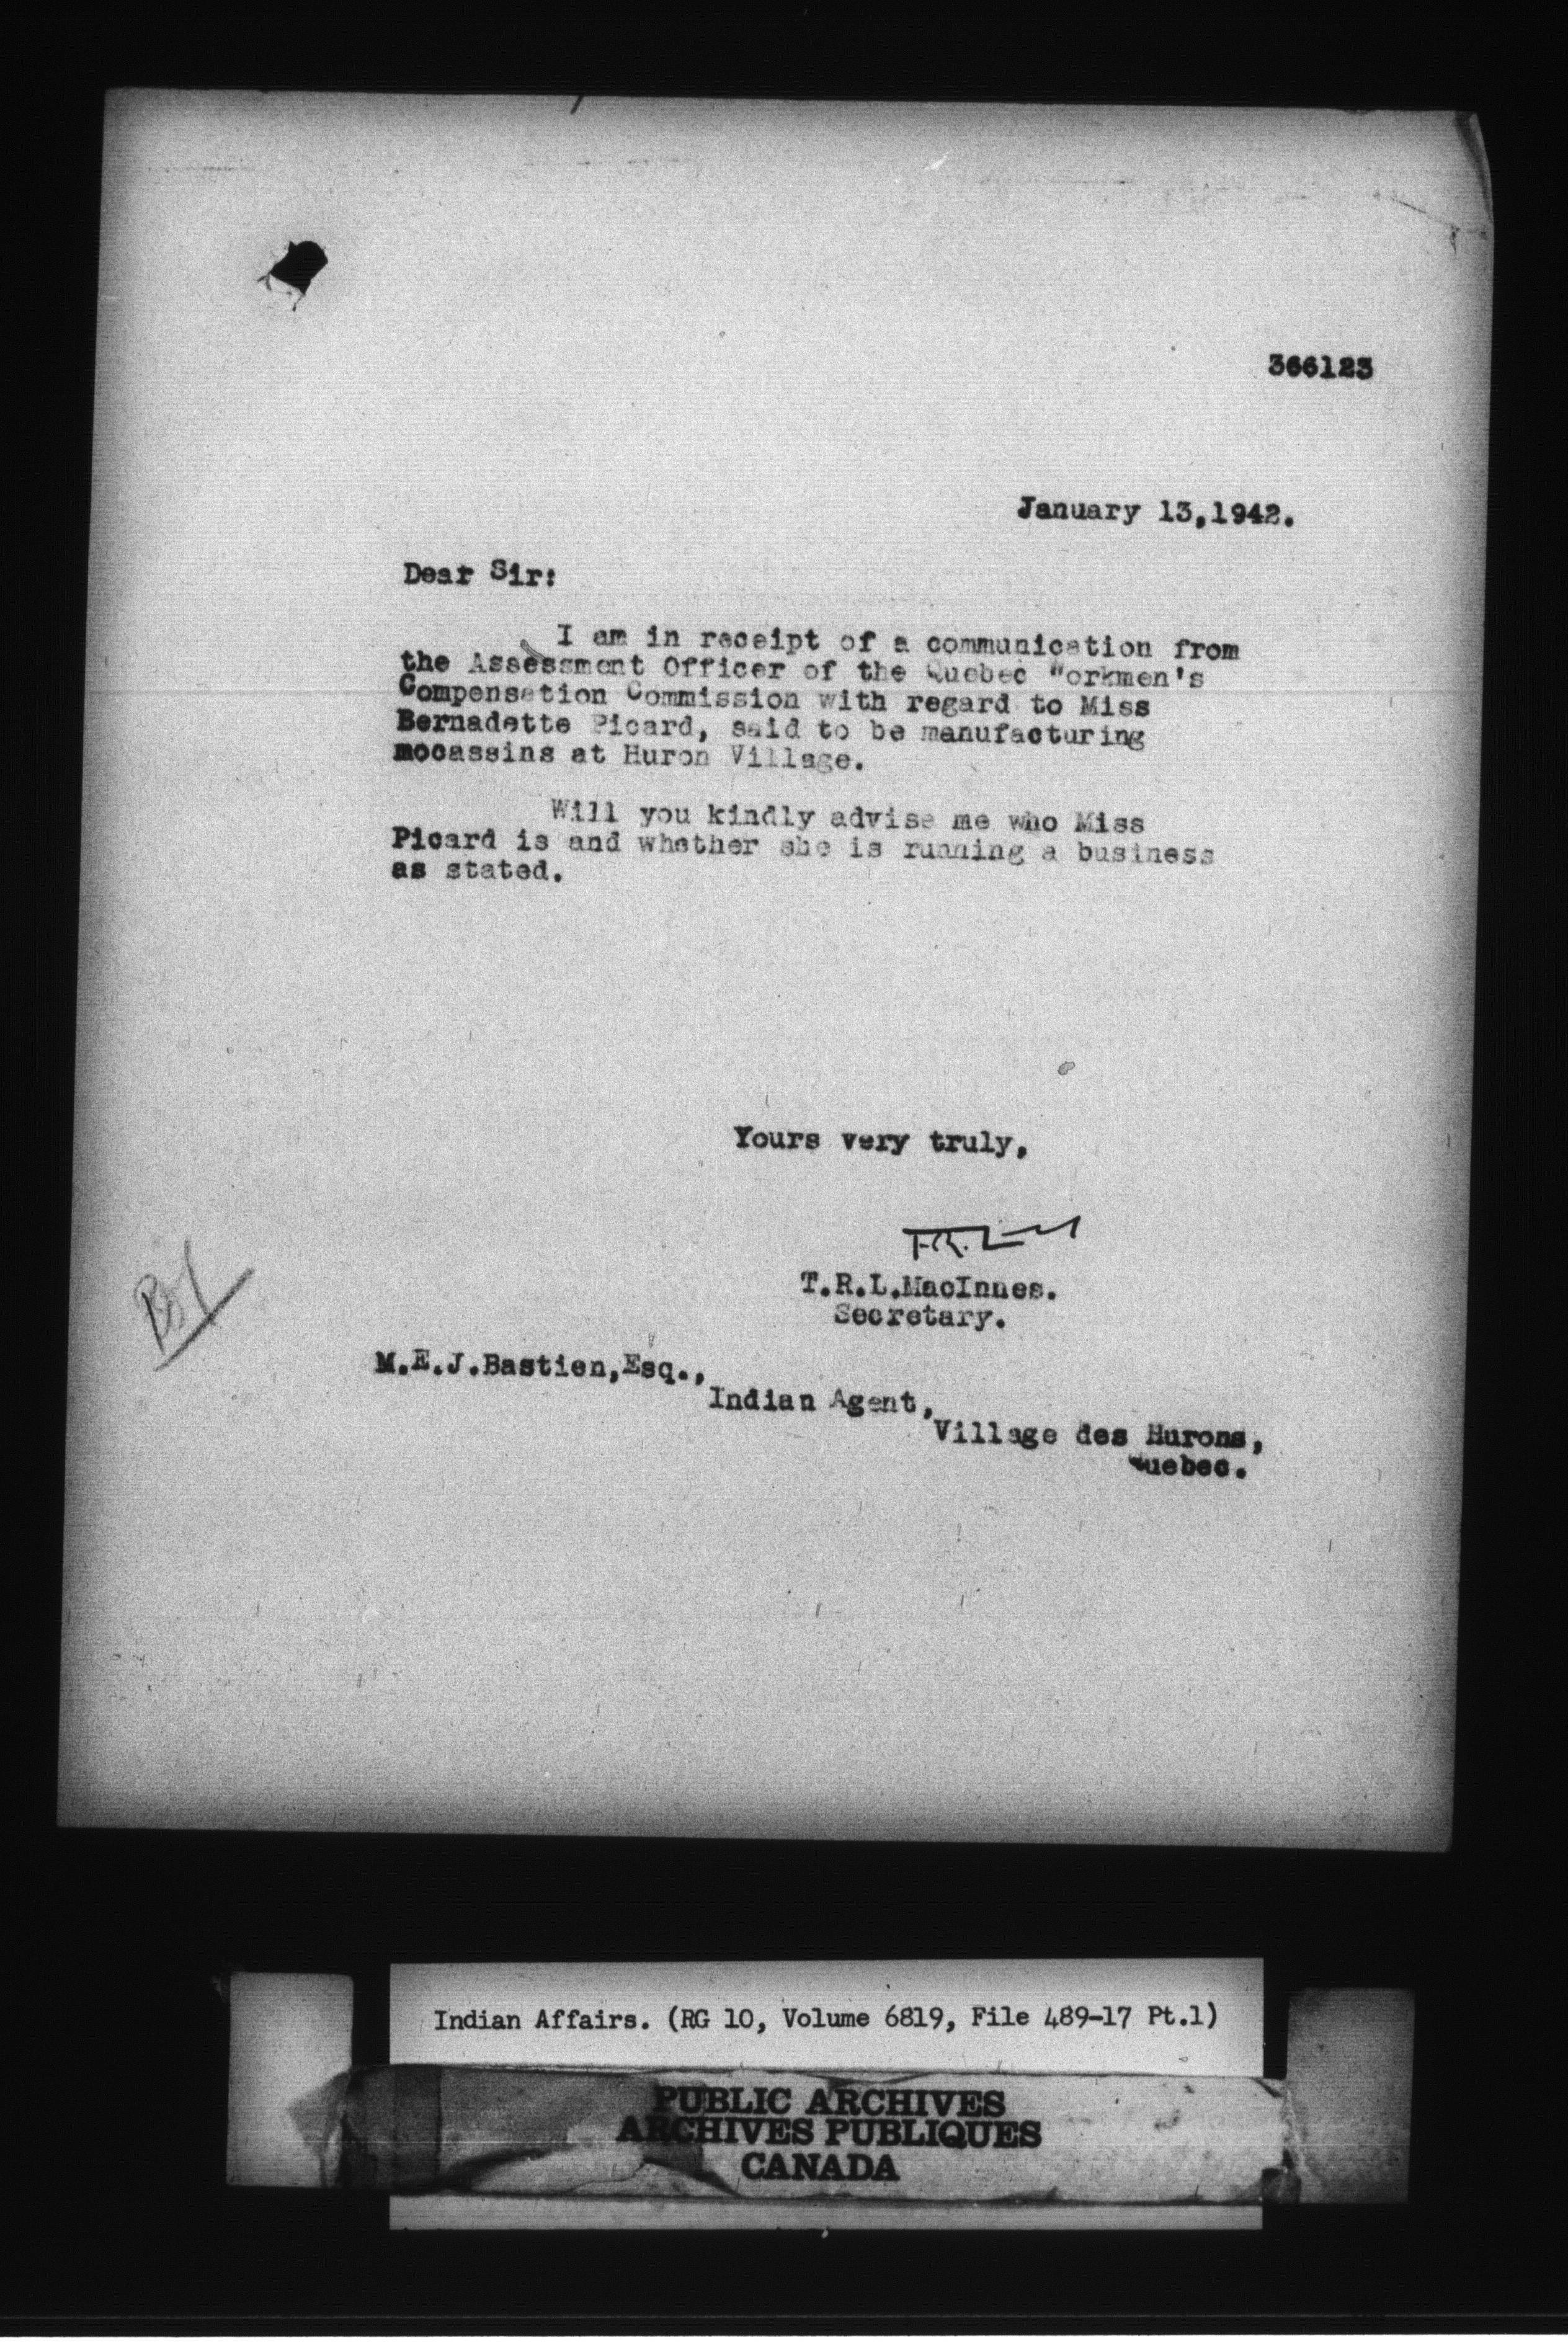 366123
January 13,1942.
Dear Sir:
I am in receipt of a communication from
the Assessment Officer of the Quebec "orkmen's
Compensation Commission with regard to Miss
Bernadette Picard, said to be manufacturing
mocassins at Huron Village.
Will you kindly advise me who Miss
Picard is and whether she is running a business
as stated.
Yours very truly,
T.R.L.MacInnes.
Secretary.
M.E.J.Bastien,Esq.,
Indian Agent,
Village des Hurons,
Quebec.
Indian Affairs. (RG 10, Volume 6819, File 489-17 Pt.1)
PUBLIC ARCHIVES
ARCHIVES PUBLIQUES
CANADA